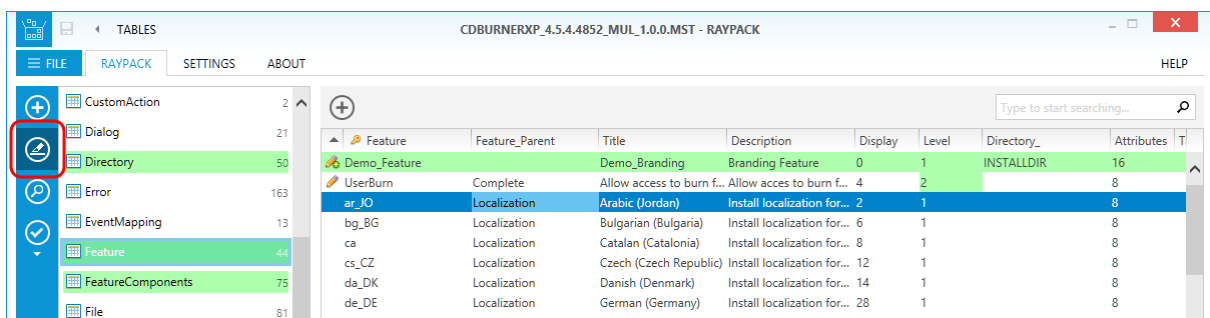 TABLES CDBURNERXP_4.5.4.4852_MUL_1.0.0.MST - RAYPACK
FILE RAYPACK SETTINGS ABOUT HELP
CustomAction 2
Dialog 21
Directory 50
Error 163
EventMapping 13
Feature 44
FeatureComponents 75
File 81
Type to start searching...
Feature Feature_Parent Title Description Display Level Directory_ Attributes T
Demo_Feature Demo_Branding Branding Feature 0 1 INSTALLDIR 16
UserBurn Complete Allow access to burn f... Allow acces to burn f... 4 2 8
ar_JO Localization Arabic (Jordan) Install localization for... 2 1 8
bg_BG Localization Bulgarian (Bulgaria) Install localization for... 6 1 8
ca Localization Catalan (Catalonia) Install localization for... 8 1 8
cs_CZ Localization Czech (Czech Republic) Install localization for... 12 1 8
da_DK Localization Danish (Denmark) Install localization for... 14 1 8
de_DE Localization German (Germany) Install localization for... 28 1 8